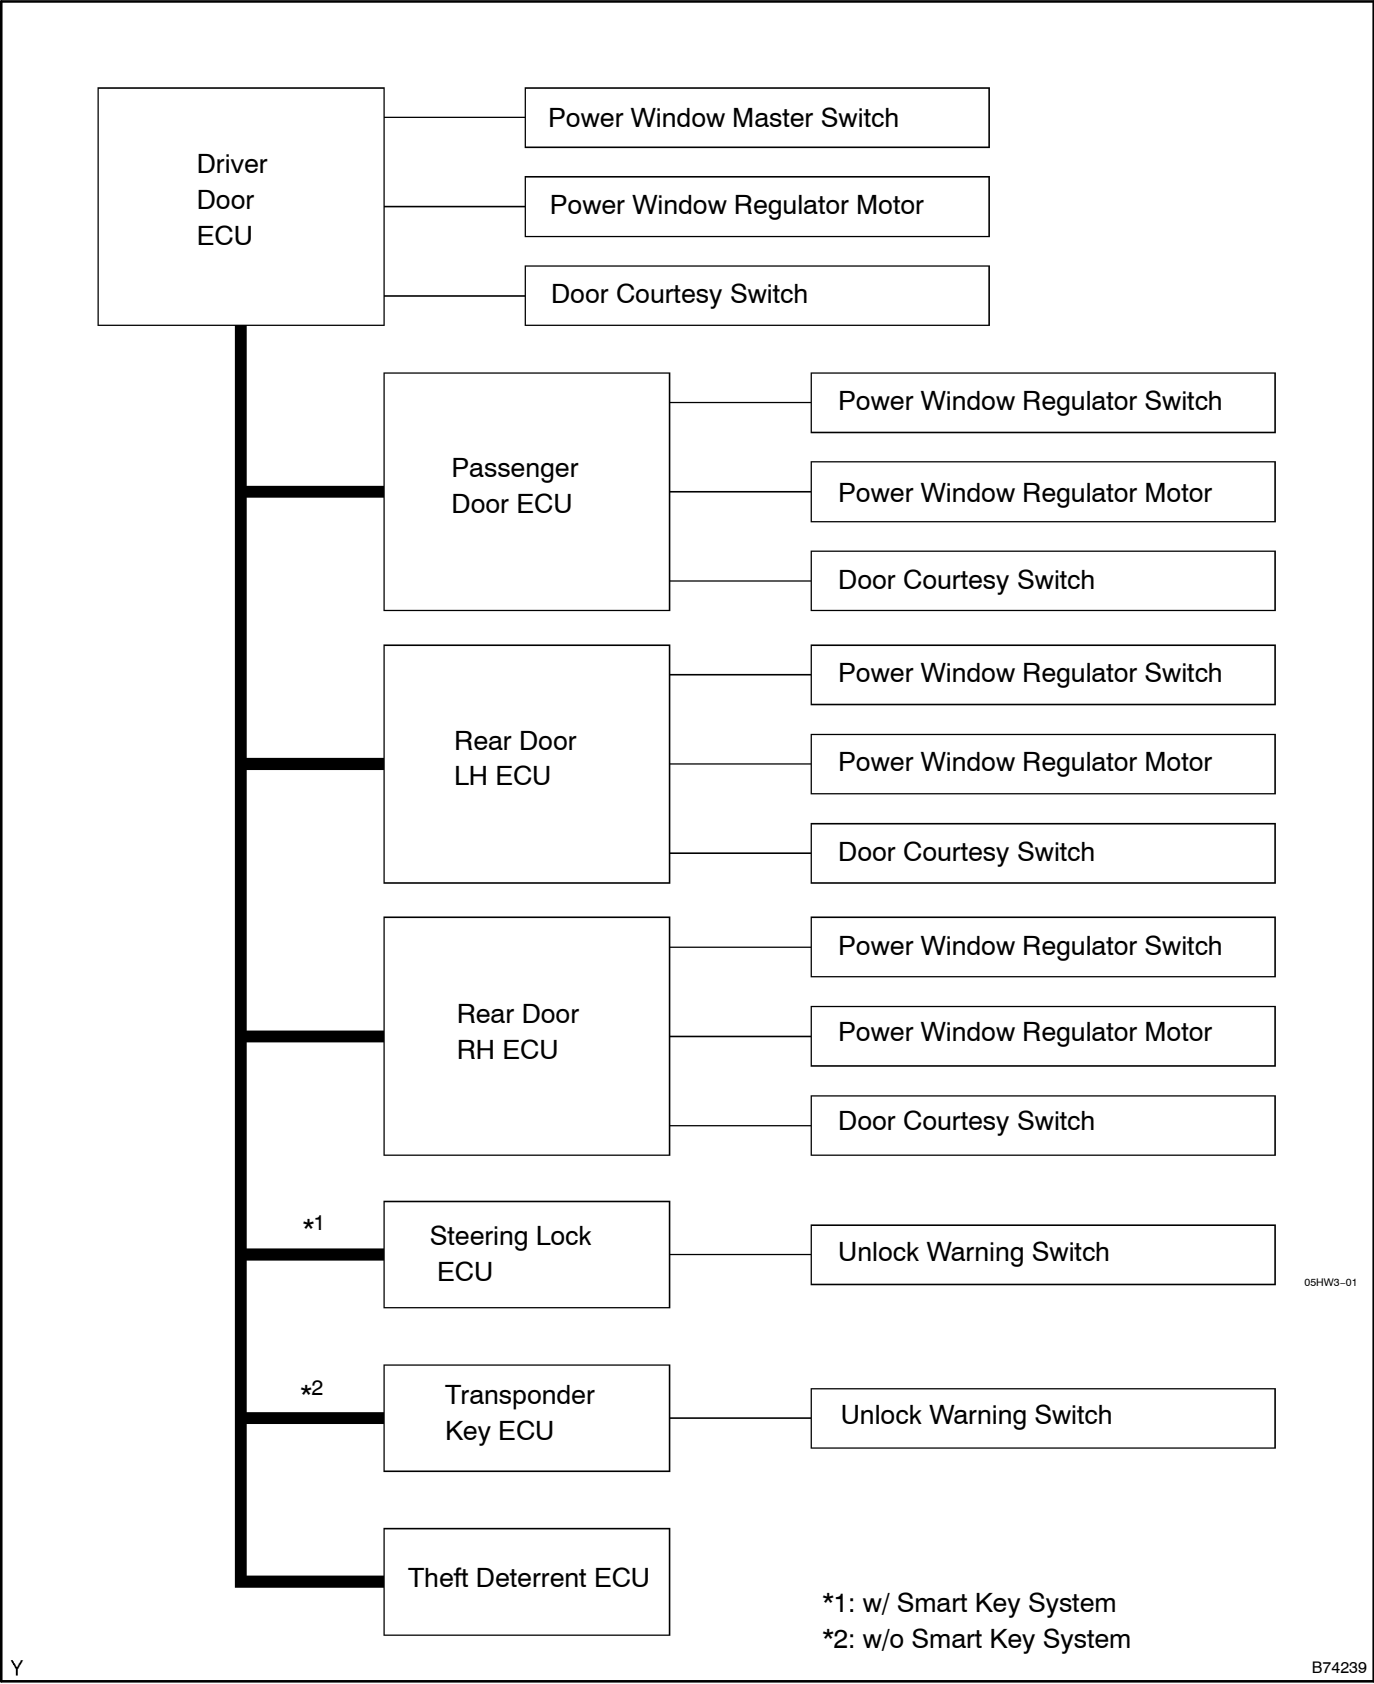 Driver
Door
ECU
Power Window Master Switch
Power Window Regulator Motor
Door Courtesy Switch
Passenger
Door ECU
Power Window Regulator Switch
Power Window Regulator Motor
Door Courtesy Switch
Rear Door
LH ECU
Power Window Regulator Switch
Power Window Regulator Motor
Door Courtesy Switch
Rear Door
RH ECU
Power Window Regulator Switch
Power Window Regulator Motor
Door Courtesy Switch
*1
Steering Lock
ECU
Unlock Warning Switch
05HW3–01
*2
Transponder
Key ECU
Unlock Warning Switch
Theft Deterrent ECU
*1: w/ Smart Key System
*2: w/o Smart Key System
Y
B74239